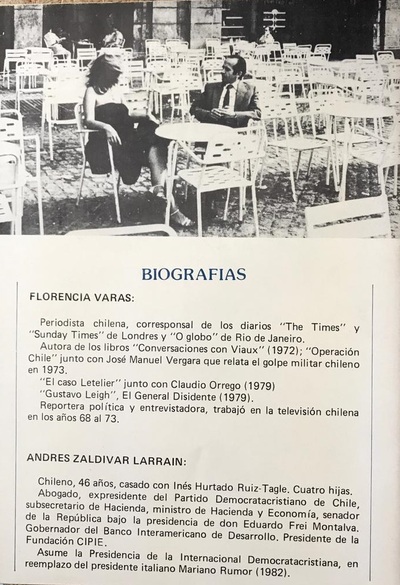 BIOGRAFIAS
FLORENCIA VARAS:
Periodista chilena, corresponsal de los diarios "The Times" y
"Sunday Times" de Londres y "O globo" de Rio de Janeiro.
Autora de los libros "Conversaciones con Viaux" (1972); "Operación
Chile" junto con José Manuel Vergara que relata el golpe militar chileno
en 1973.
"El caso Letelier" junto con Claudio Orrego (1979)
"Gustavo Leigh", El General Disidente (1979).
Reportera política y entrevistadora, trabajó en la televisión chilena
en los años 68 al 73.
ANDRES ZALDIVAR LARRAIN:
Chileno, 46 años, casado con Inés Hurtado Ruiz-Tagle. Cuatro hijas.
Abogado, expresidente del Partido Democratacristiano de Chile,
subsecretario de Hacienda, ministro de Hacienda y Economía, senador
de la República bajo la presidencia de don Eduardo Frei Montalva.
Gobernador del Banco Interamericano de Desarrollo. Presidente de la
Fundación CIPIE.
Asume la Presidencia de la Internacional Democratacristiana, en
reemplazo del presidente italiano Mariano Rumor (1982).